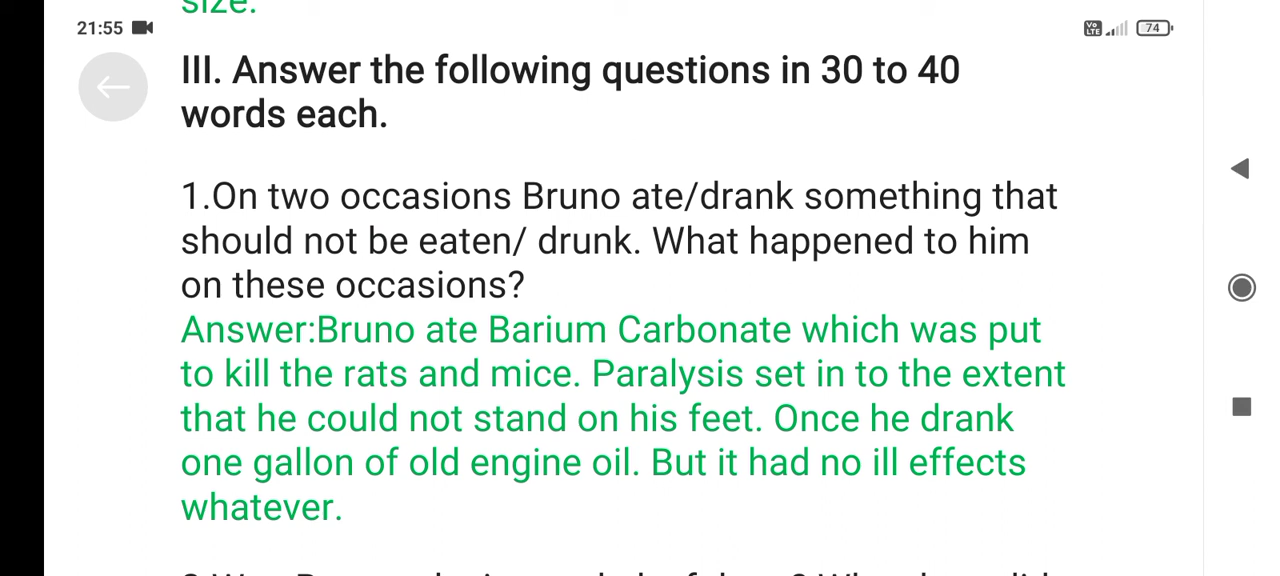 size.
21:55
Vo
LTE
74
III. Answer the following questions in 30 to 40
words each.
1.On two occasions Bruno ate/drank something that
should not be eaten/ drunk. What happened to him
on these occasions?
Answer:Bruno ate Barium Carbonate which was put
to kill the rats and mice. Paralysis set in to the extent
that he could not stand on his feet. Once he drank
one gallon of old engine oil. But it had no ill effects
whatever.